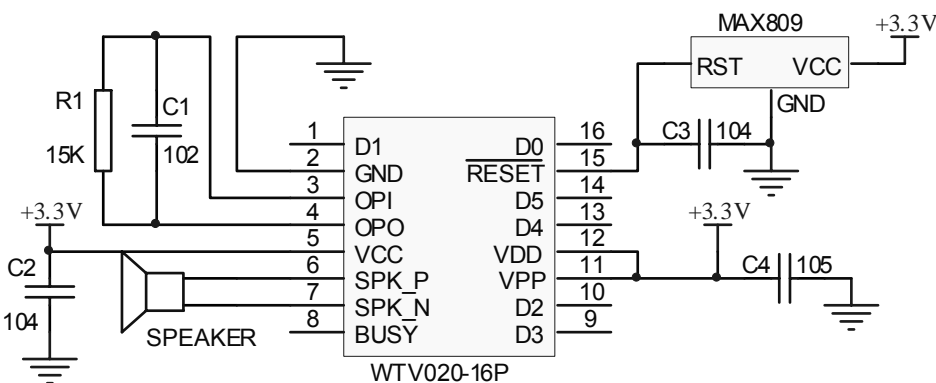 MAX809
+3.3V
RST VCC
GND
R1
15K
C1
102
C3 104
1 D1 D0 16
2 GND RESET 15
3 OPI D5 14
4 OPO D4 13
5 VCC VDD 12
6 SPK_P VPP 11
7 SPK_N D2 10
8 BUSY D3 9
+3.3V
+3.3V
C2
104
C4 105
SPEAKER
WTV020-16P